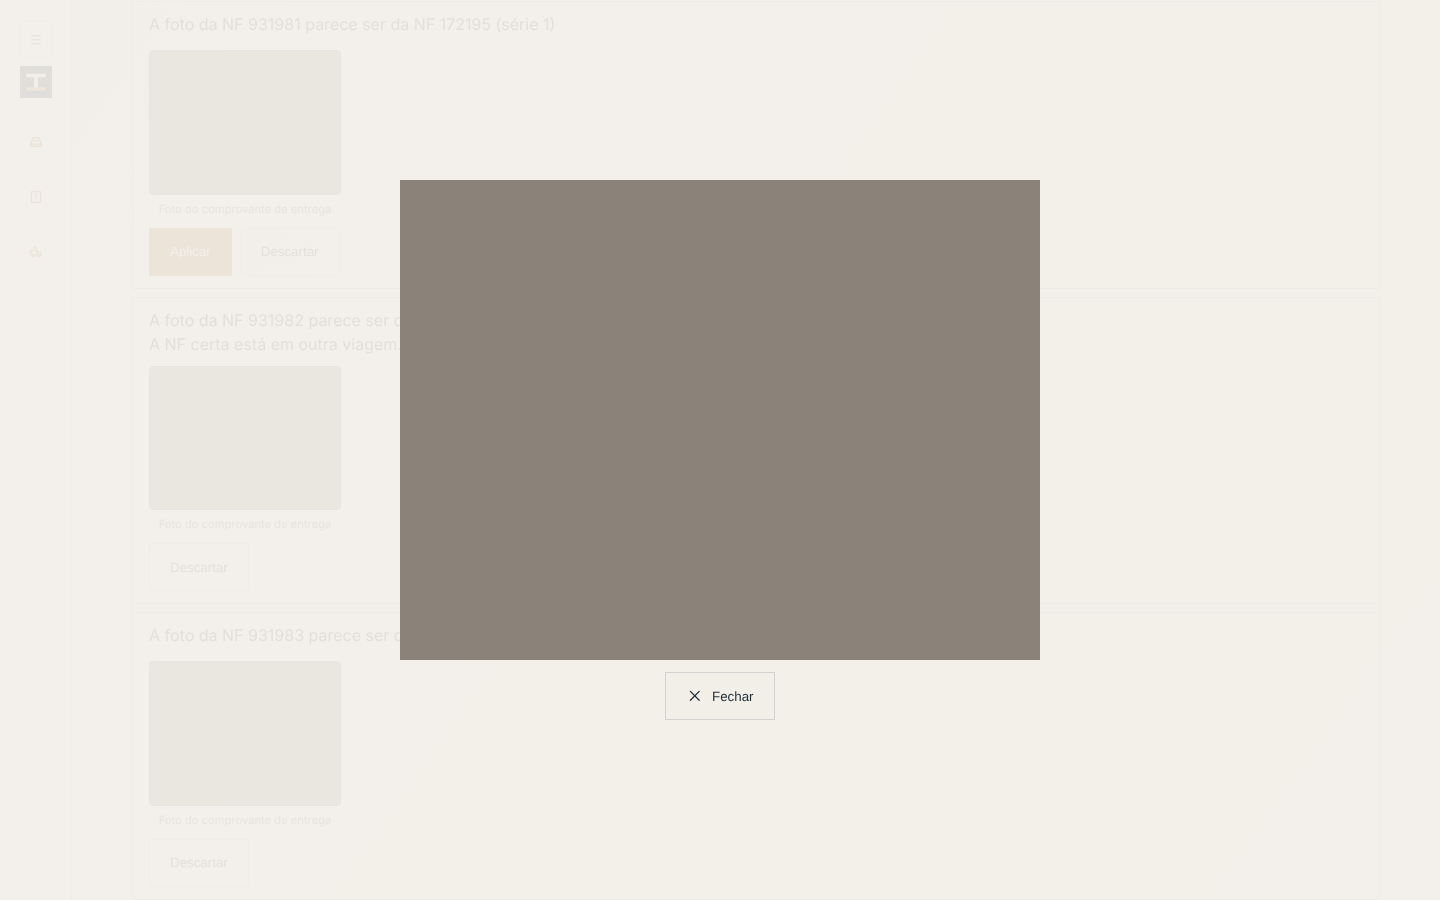 A foto da NF 931981 parece ser da NF 172195 (série 1)
Foto do comprovante de entrega
Aplicar
Descartar
A foto da NF 931982 parece ser
A NF certa está em outra viagem.
Foto do comprovante de entrega
Descartar
A foto da NF 931983 parece ser
Fechar
Foto do comprovante de entrega
Descartar